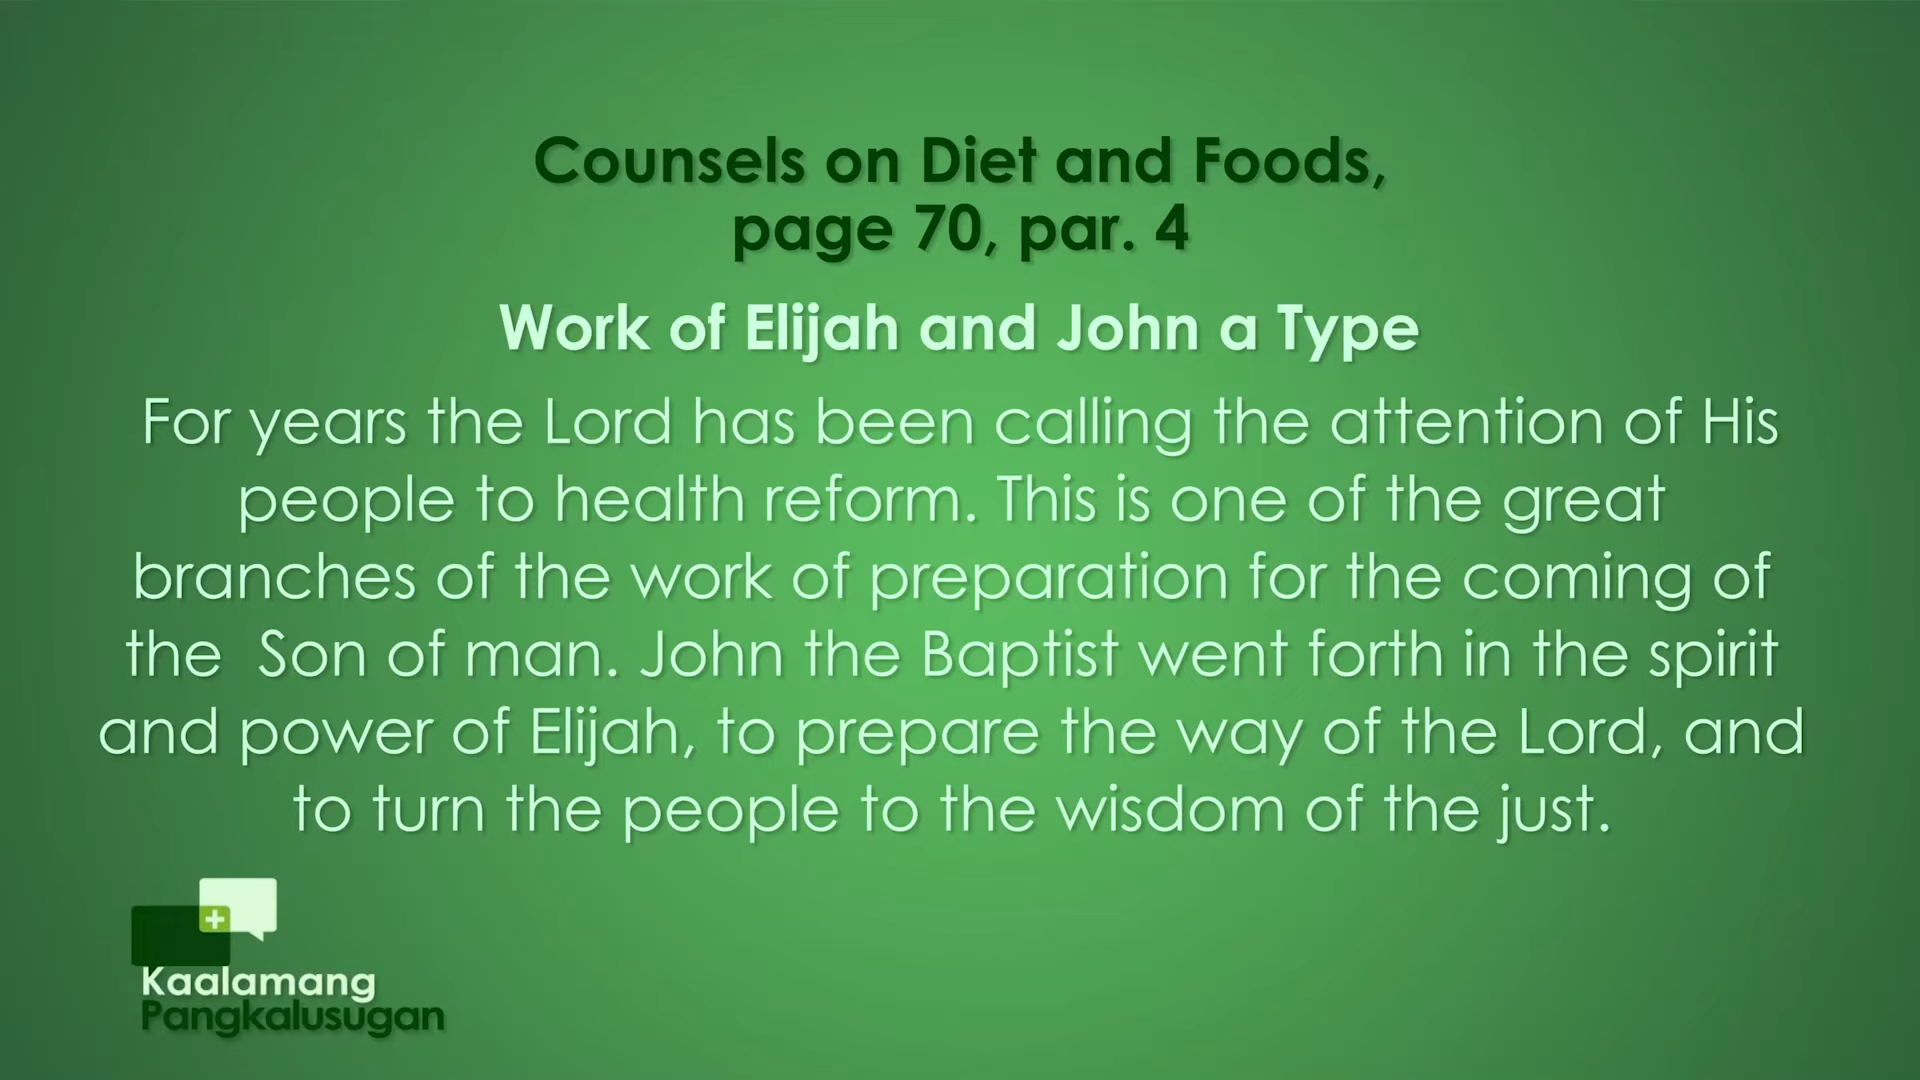 Counsels on Diet and Foods,
page 70, par. 4
Work of Elijah and John a Type
For years the Lord has been calling the attention of His
people to health reform. This is one of the great
branches of the work of preparation for the coming of
the  Son of man. John the Baptist went forth in the spirit
and power of Elijah, to prepare the way of the Lord, and
to turn the people to the wisdom of the just.
Kaalamang
Pangkalusugan